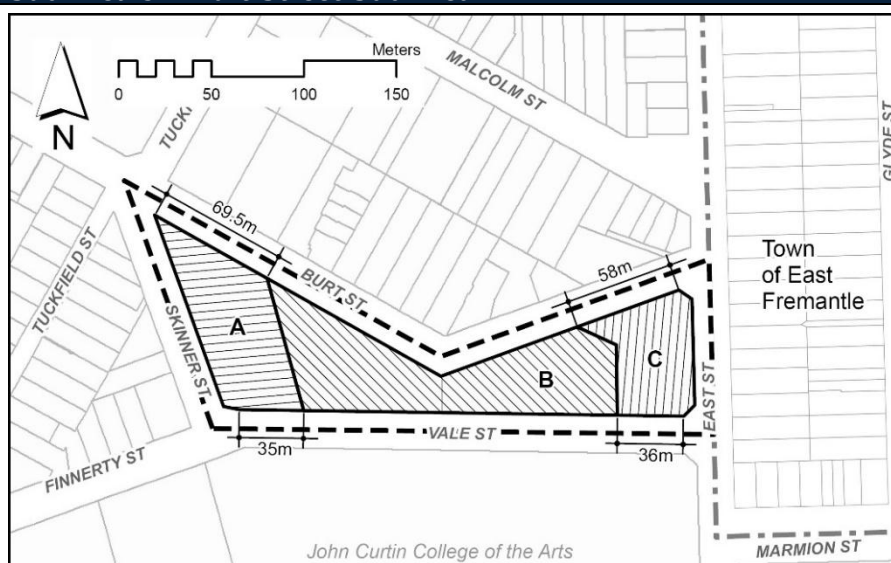 Meters
0 50 100 150
N
TUCKF
MALCOLM ST
GLYDE ST
69.5m
BURT ST
58m
Town
of East
Fremantle
TUCKFIELD ST
SKINNER ST
A
B
C
EAST ST
VALE ST
35m
36m
FINNERTY ST
John Curtin College of the Arts
MARMION ST